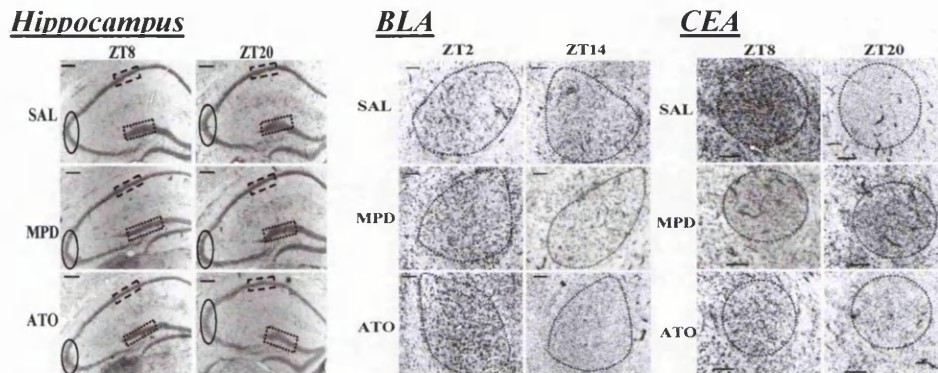 Hippocampus BLA CEA
ZT8 ZT20 ZT2 ZT14 ZT8 ZT20
SAL SAL SAL
MPD MPD MPD
ATO ATO ATO